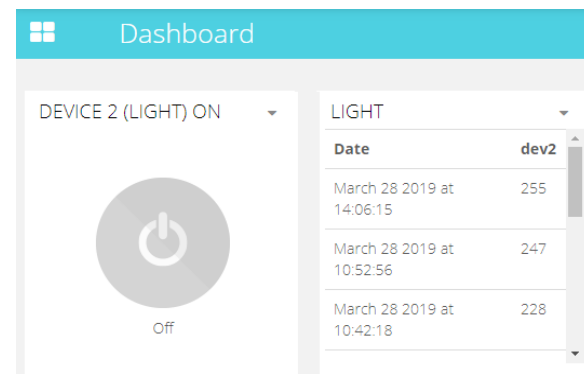 Dashboard
DEVICE 2 (LIGHT) ON
Off
LIGHT
Date dev2
March 28 2019 at 255
14:06:15
March 28 2019 at 247
10:52:56
March 28 2019 at 228
10:42:18